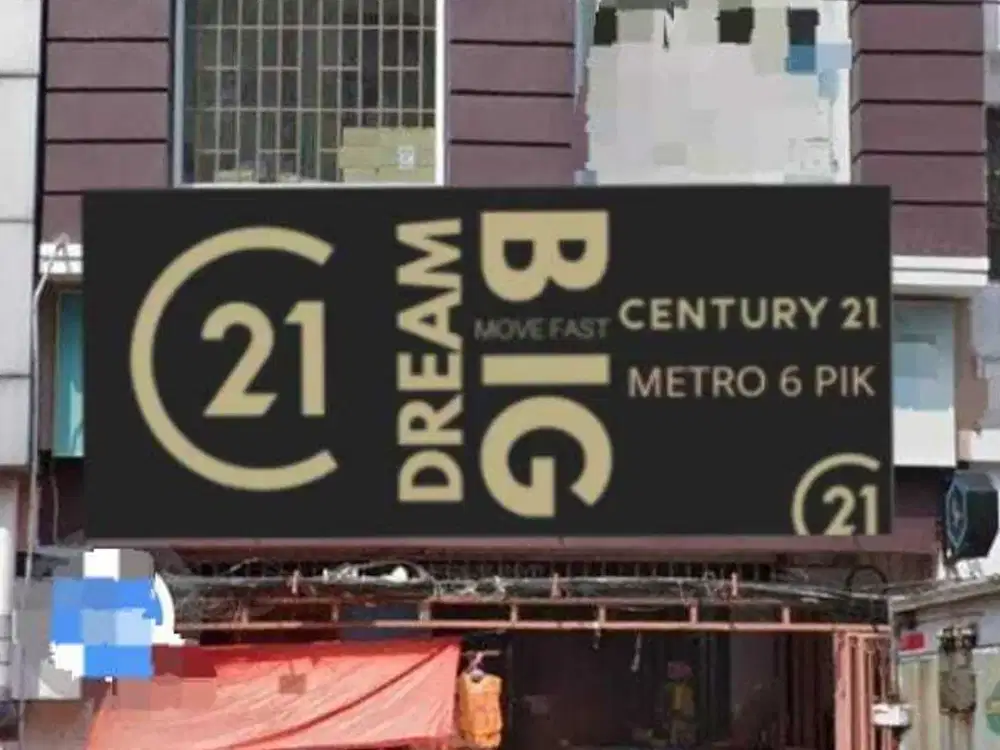 21
DREAM
BIG
MOVE FAST
CENTURY 21
METRO 6 PIK
21